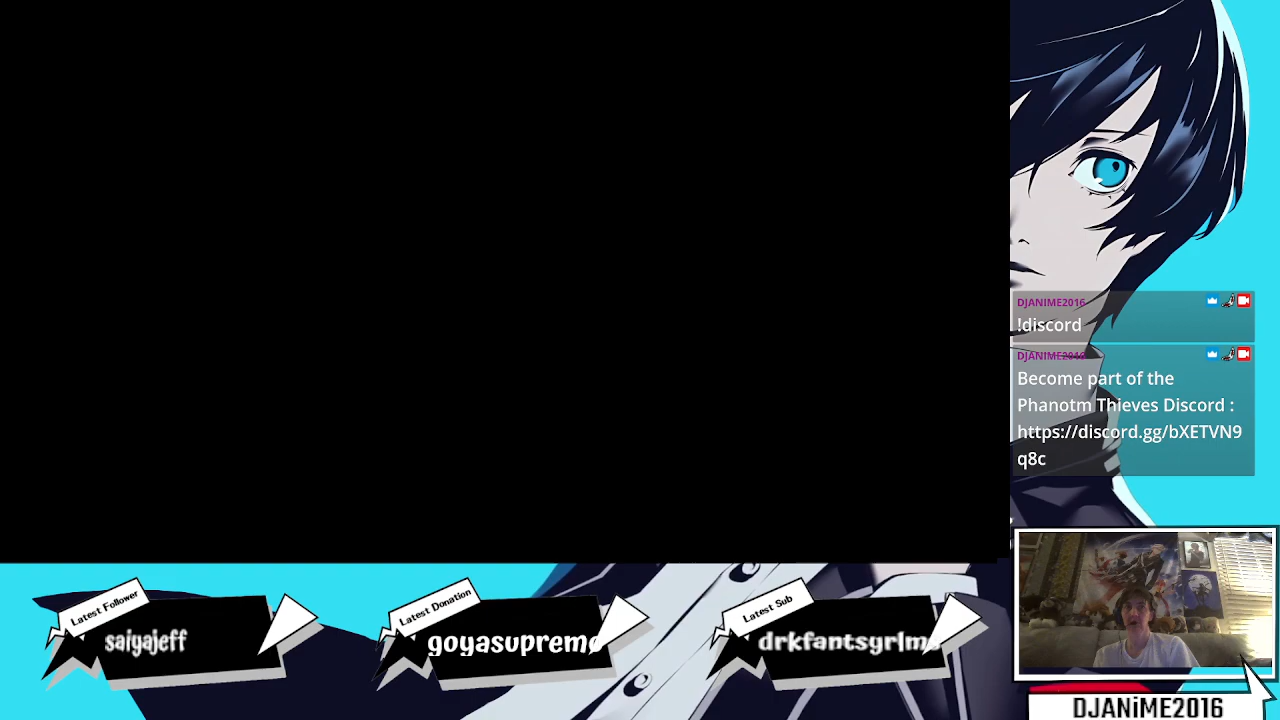 DJANIME2016
!discord
DJANIME2016
Become part of the
Phanotm Thieves Discord :
https://discord.gg/bXETVN9
q8c
Latest Follower
saiyajeff
Latest Donation
goyasupreme
Latest Sub
DJANiME2016